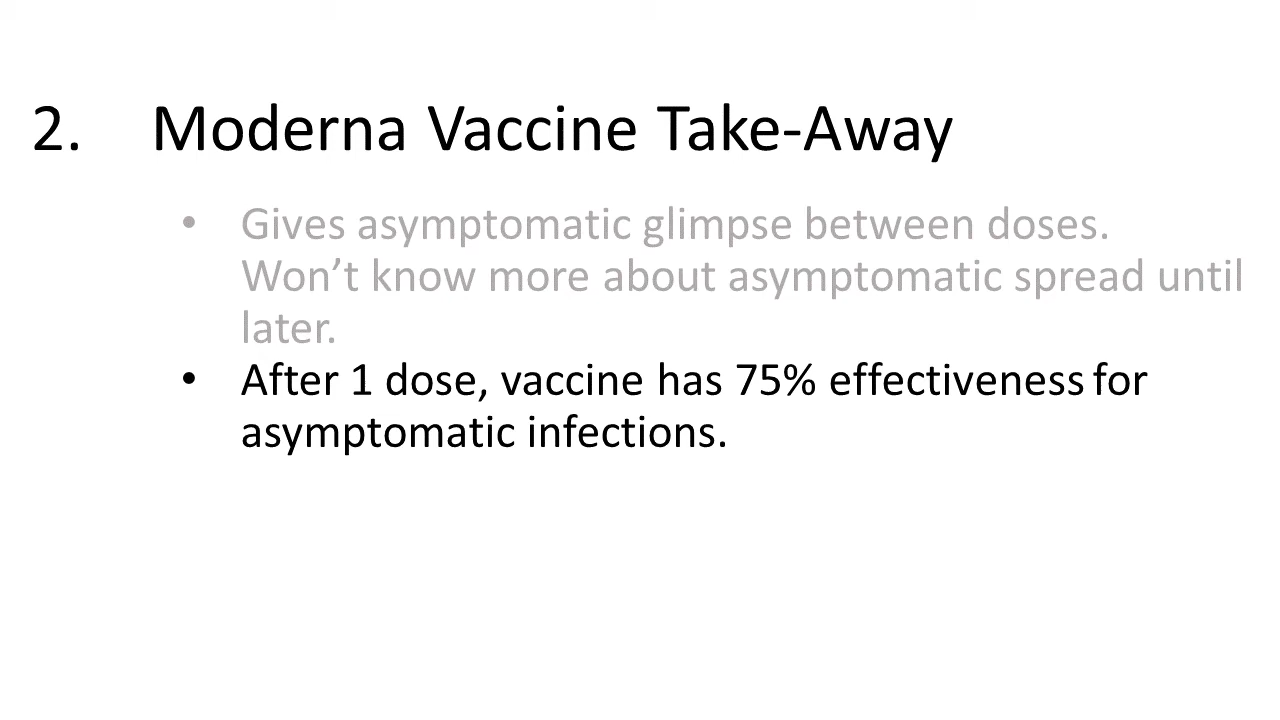 2. Moderna Vaccine Take-Away
• Gives asymptomatic glimpse between doses.
Won’t know more about asymptomatic spread until
later.
• After 1 dose, vaccine has 75% effectiveness for
asymptomatic infections.